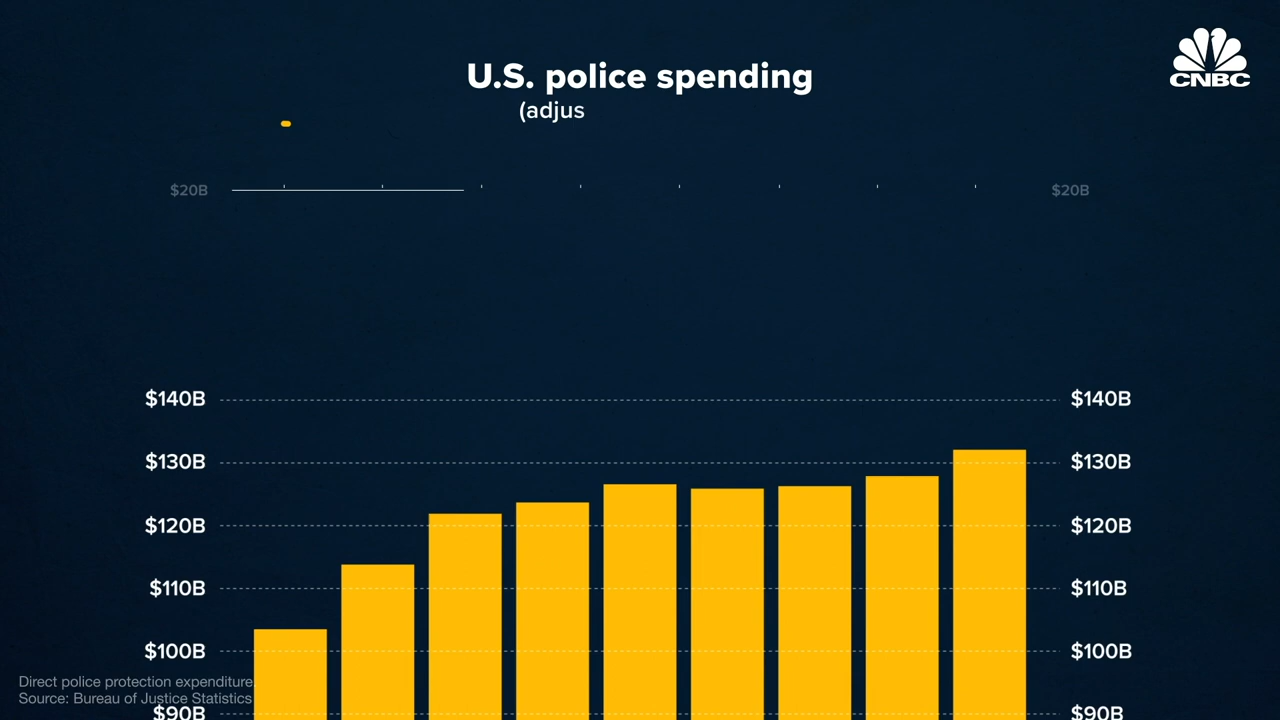 CNBC
U.S. police spending
(adjus
$20B $20B
$140B $140B
$130B $130B
$120B $120B
$110B $110B
$100B $100B
Direct police protection expenditure.
Source: Bureau of Justice Statistics
$90B $90B